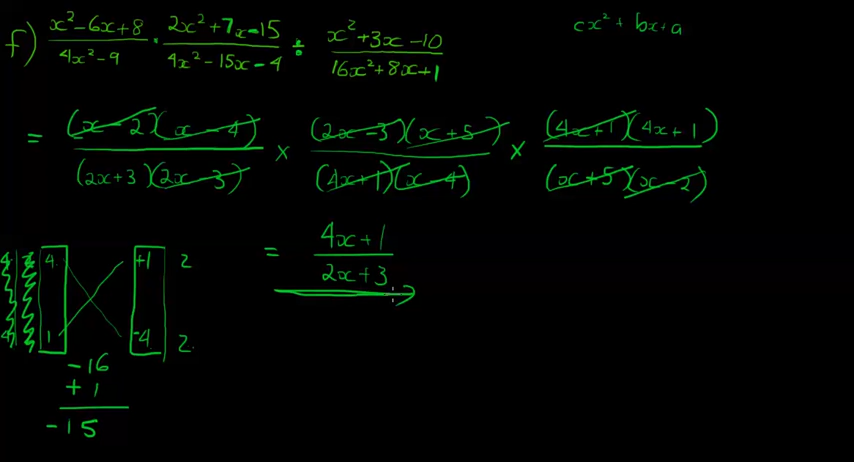 f) (x² - 6x + 8)/(4x² - 9) · (2x² + 7x - 15)/(4x² - 15x - 4) ÷ (x² + 3x - 10)/(16x² + 8x + 1)
cx² + bx + a
= (x - 2)(x - 4)/(2x + 3)(2x - 3) × (2x - 3)(x + 5)/(4x + 1)(x - 4) × (4x + 1)(4x + 1)/(x + 5)(x - 2)
= (4x + 1)/(2x + 3)
4 +1 2
1 -4 2
-16
+ 1
-15